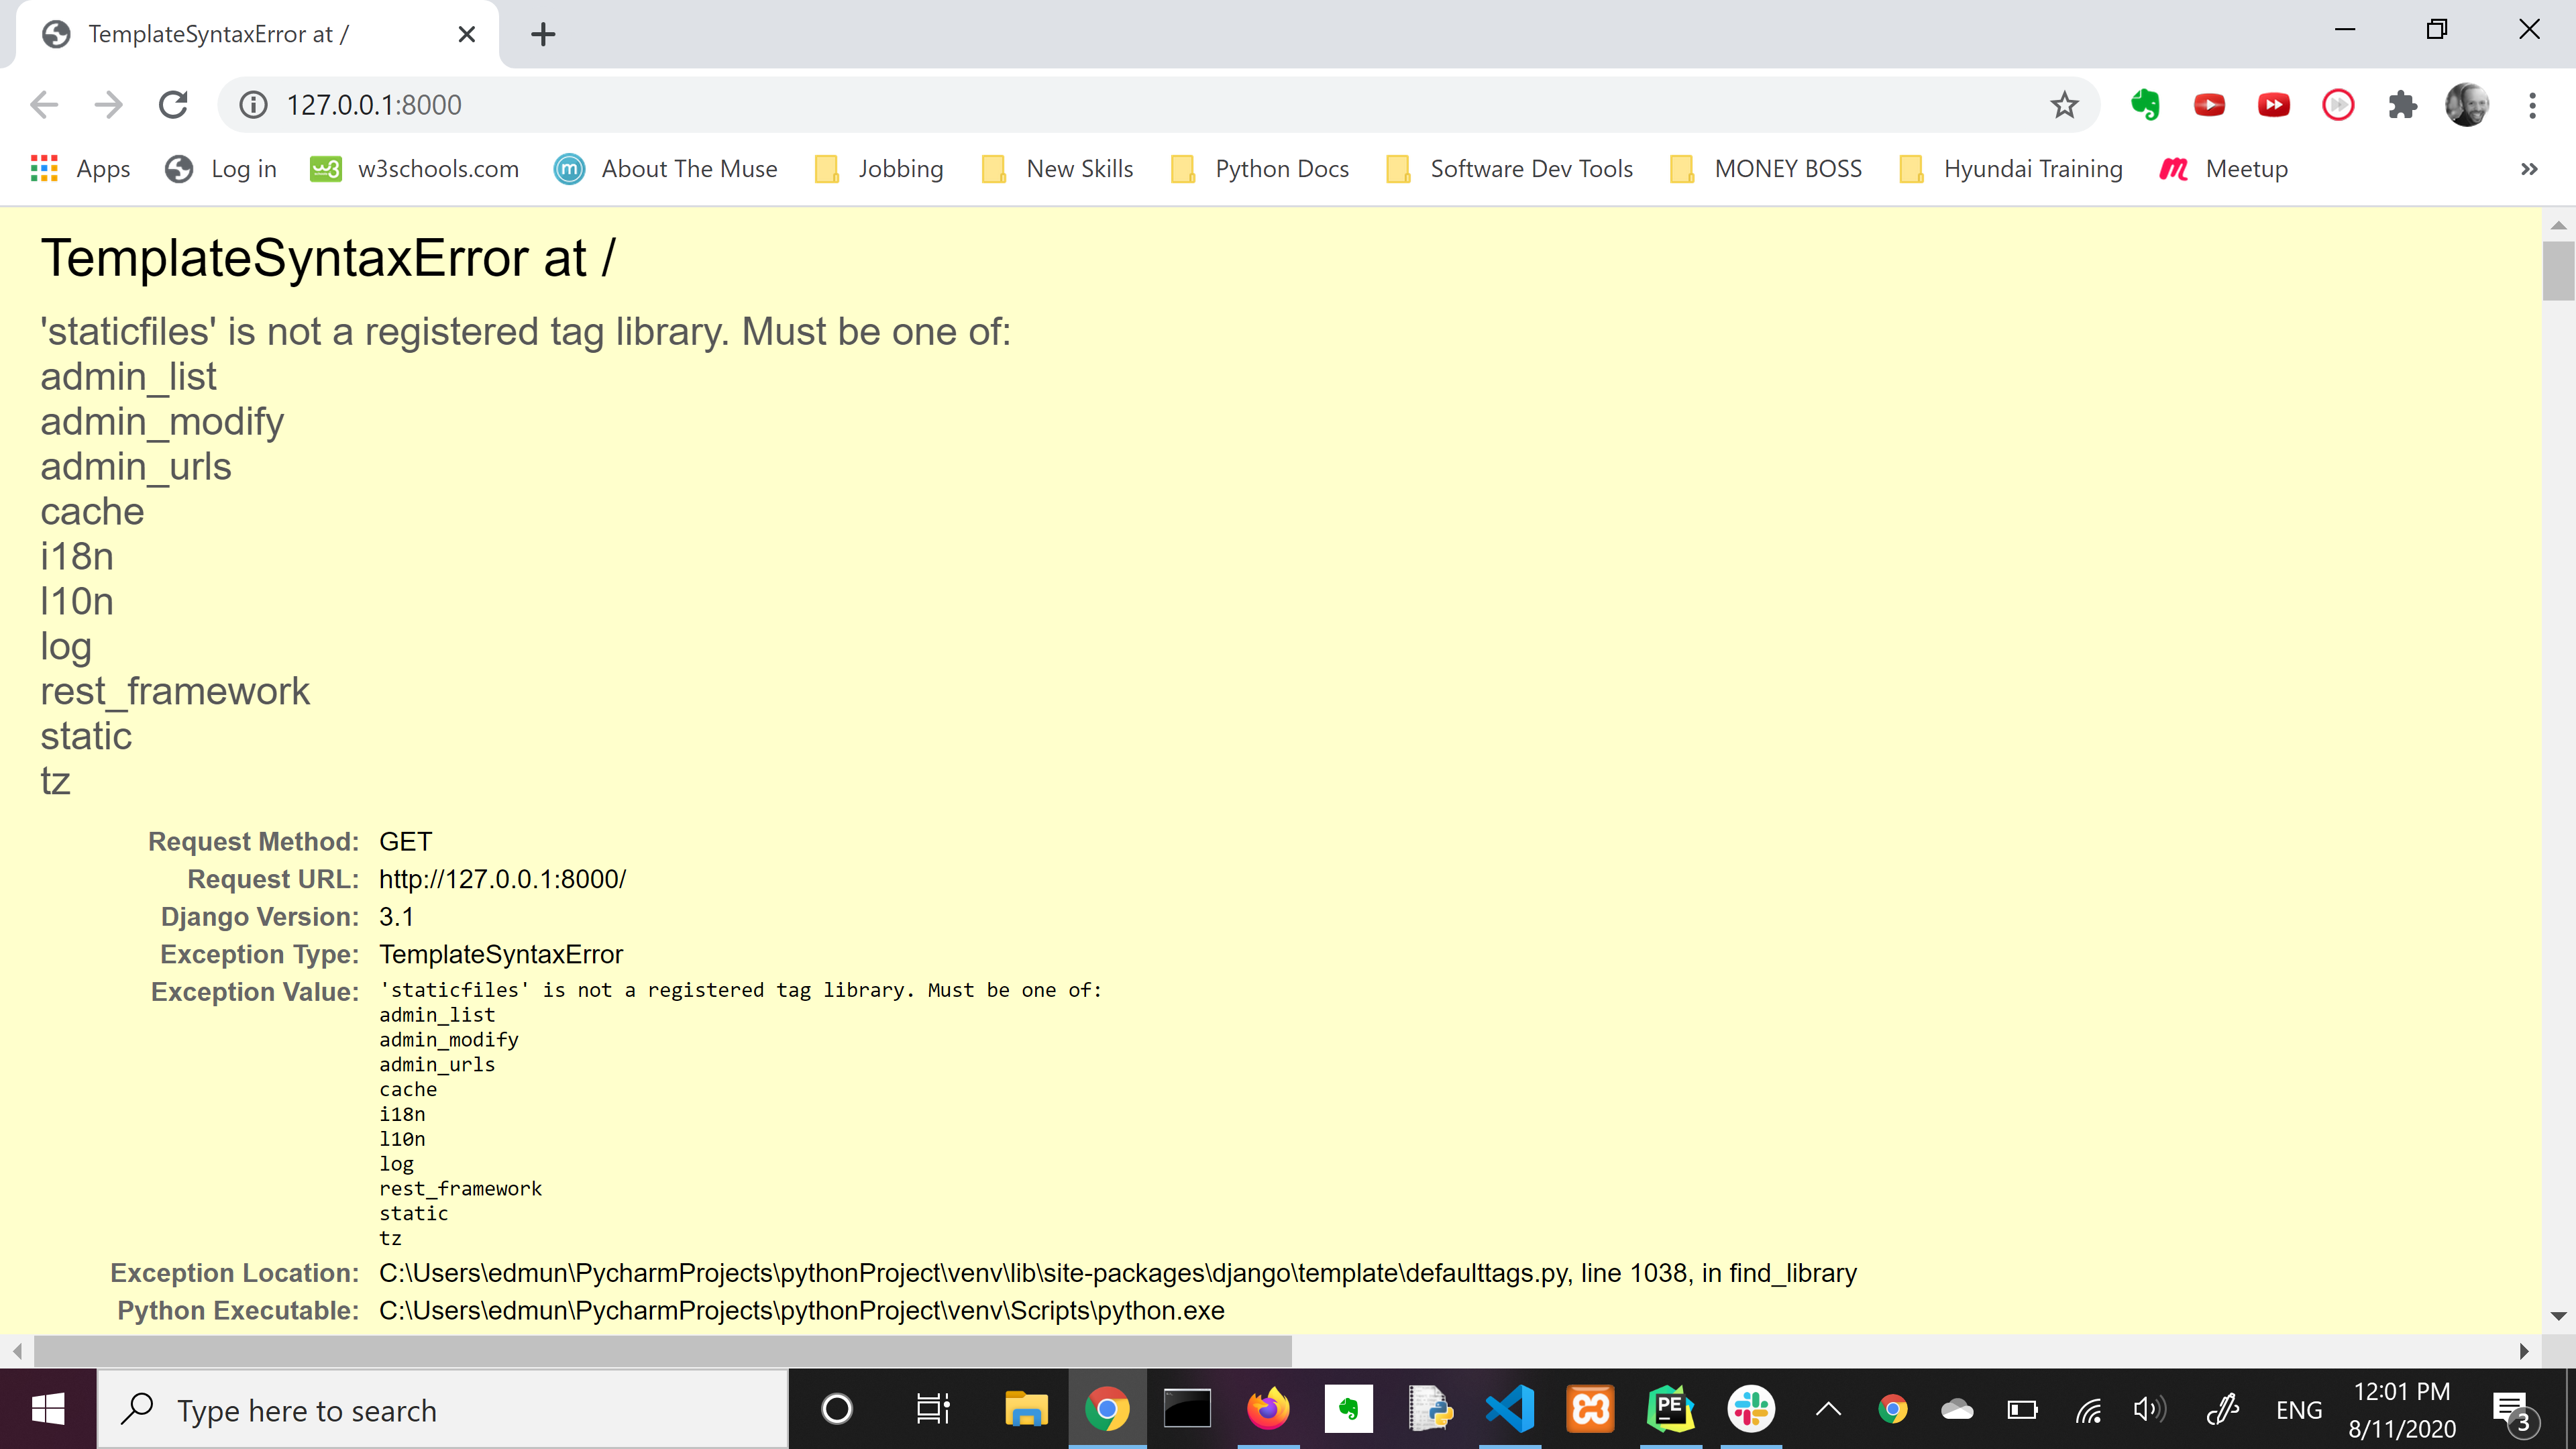 TemplateSyntaxError at /
127.0.0.1:8000
Apps
Log in
w3 w3schools.com
m About The Muse
Jobbing
New Skills
Python Docs
Software Dev Tools
MONEY BOSS
Hyundai Training
m Meetup
»
TemplateSyntaxError at /
'staticfiles' is not a registered tag library. Must be one of:
admin_list
admin_modify
admin_urls
cache
i18n
l10n
log
rest_framework
static
tz
Request Method: GET
Request URL: http://127.0.0.1:8000/
Django Version: 3.1
Exception Type: TemplateSyntaxError
Exception Value: 'staticfiles' is not a registered tag library. Must be one of:
admin_list
admin_modify
admin_urls
cache
i18n
l10n
log
rest_framework
static
tz
Exception Location: C:\Users\edmun\PycharmProjects\pythonProject\venv\lib\site-packages\django\template\defaulttags.py, line 1038, in find_library
Python Executable: C:\Users\edmun\PycharmProjects\pythonProject\venv\Scripts\python.exe
Type here to search
PE
ENG
12:01 PM
8/11/2020
3